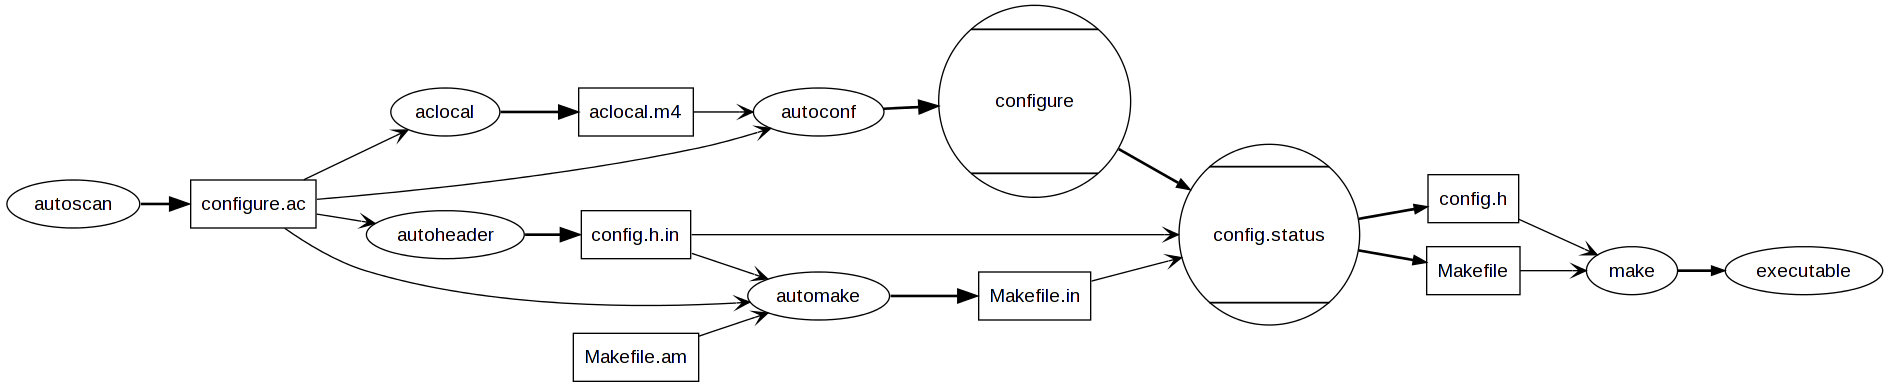 autoscan
configure.ac
aclocal
aclocal.m4
autoconf
configure
autoheader
config.h.in
automake
Makefile.am
Makefile.in
config.status
config.h
Makefile
make
executable